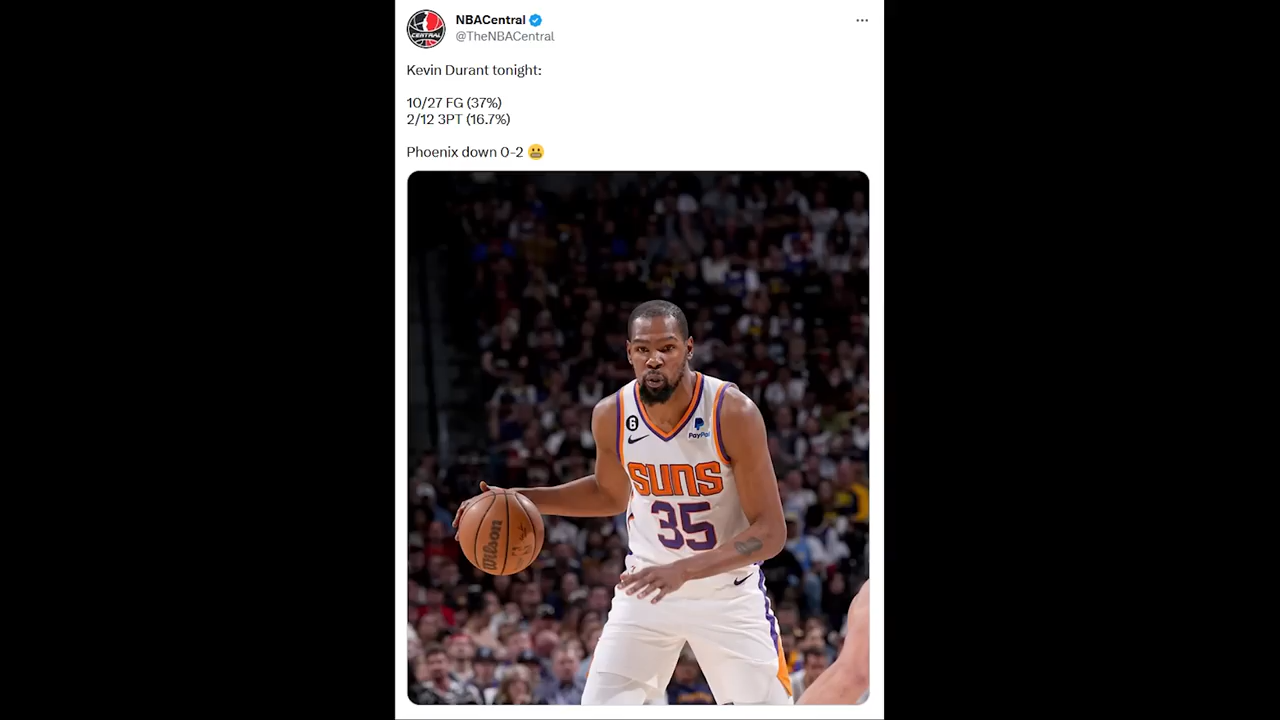 CENTRAL
NBACentral
@TheNBACentral
Kevin Durant tonight:
10/27 FG (37%)
2/12 3PT (16.7%)
Phoenix down 0-2 😬
6
PayPal
SUNS
35
Wilson